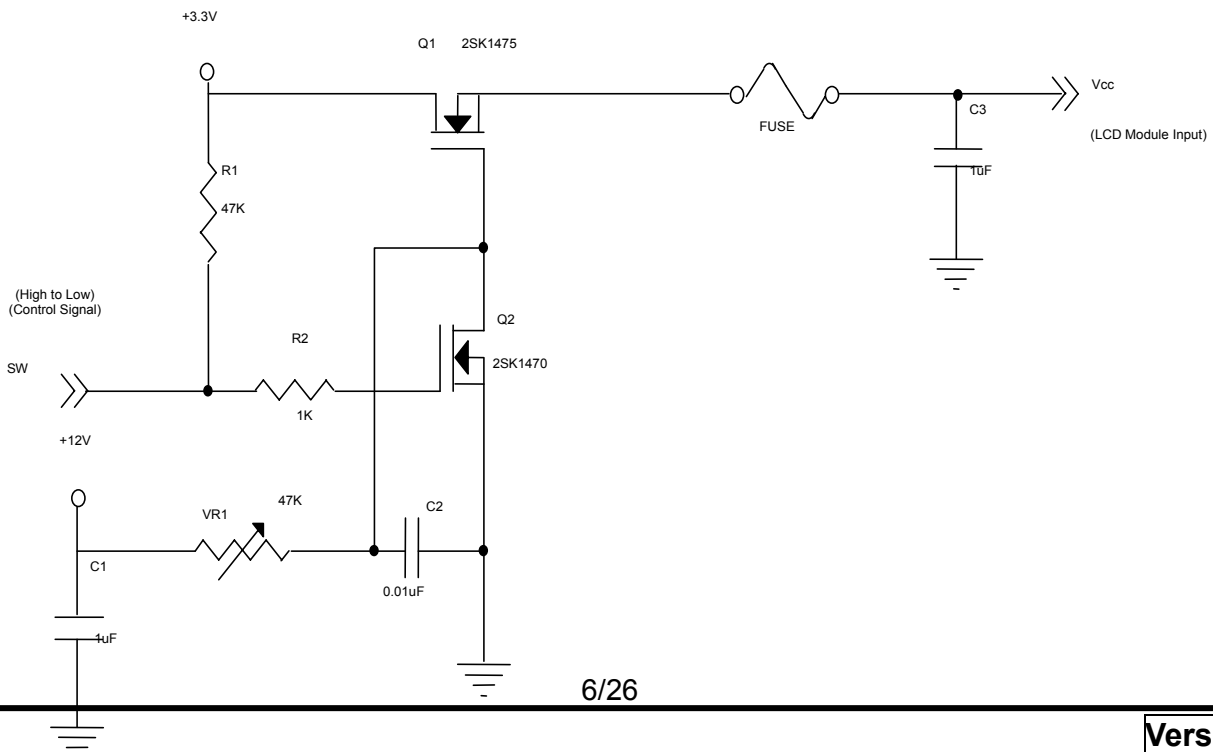 +3.3V
Q1 2SK1475
Vcc
FUSE
C3
(LCD Module Input)
R1
1uF
47K
(High to Low)
(Control Signal)
Q2
R2
2SK1470
SW
1K
+12V
47K
C2
VR1
C1
0.01uF
1uF
6/26
Vers